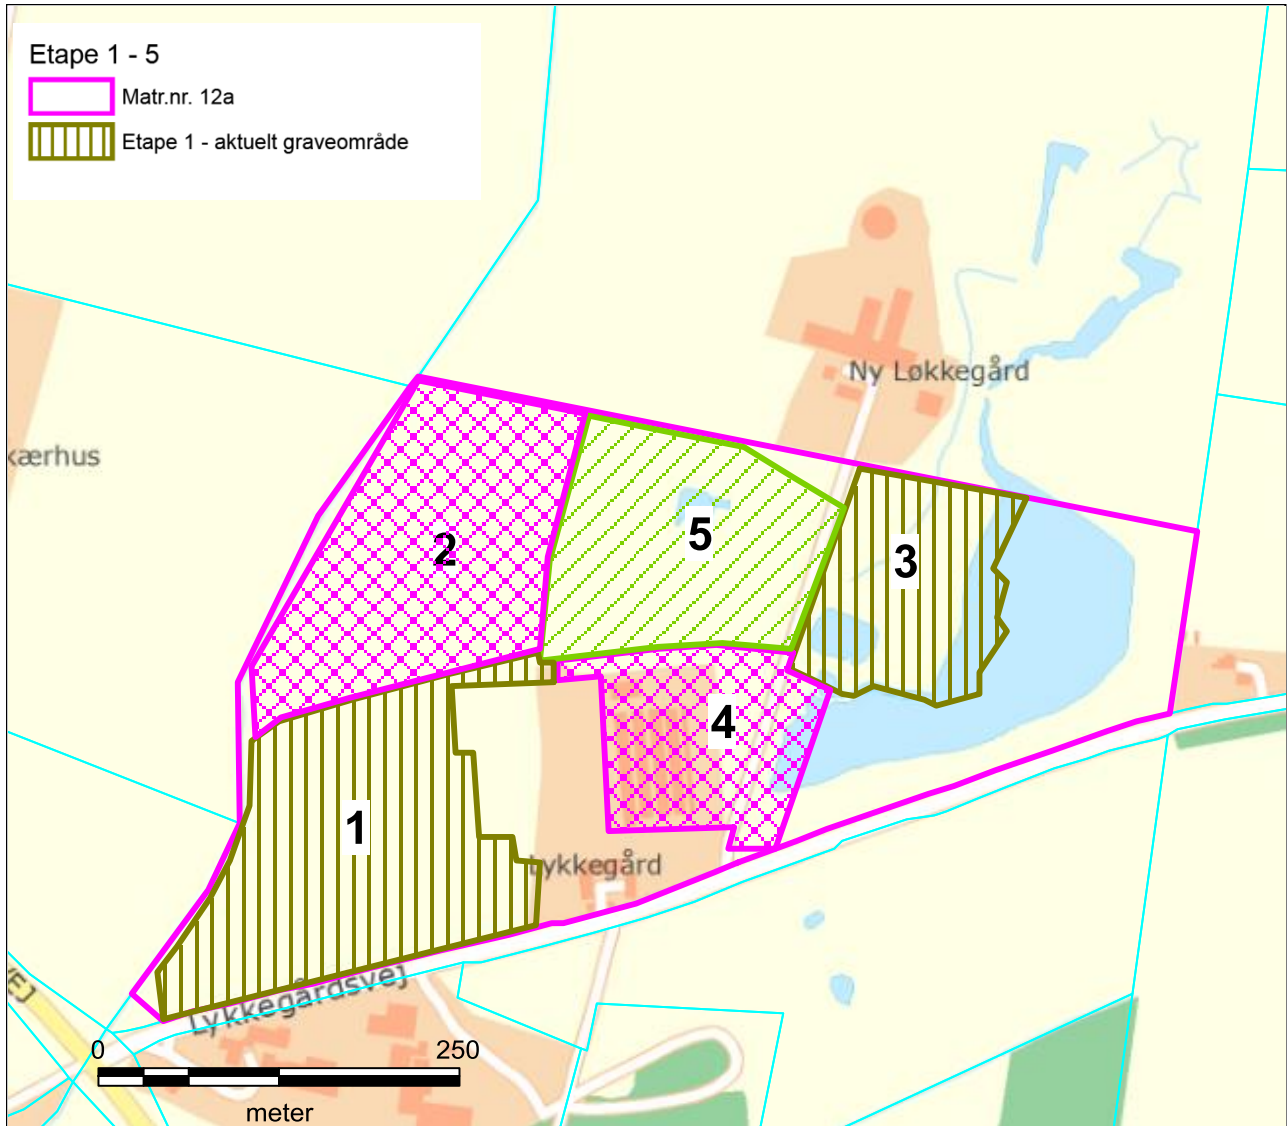 Etape 1 - 5
Matr.nr. 12a
Etape 1 - aktuelt graveområde
Ny Løkkegård
kærhus
2
5
3
4
1
Lykkegård
Lykkegårdsvej
0 250
meter